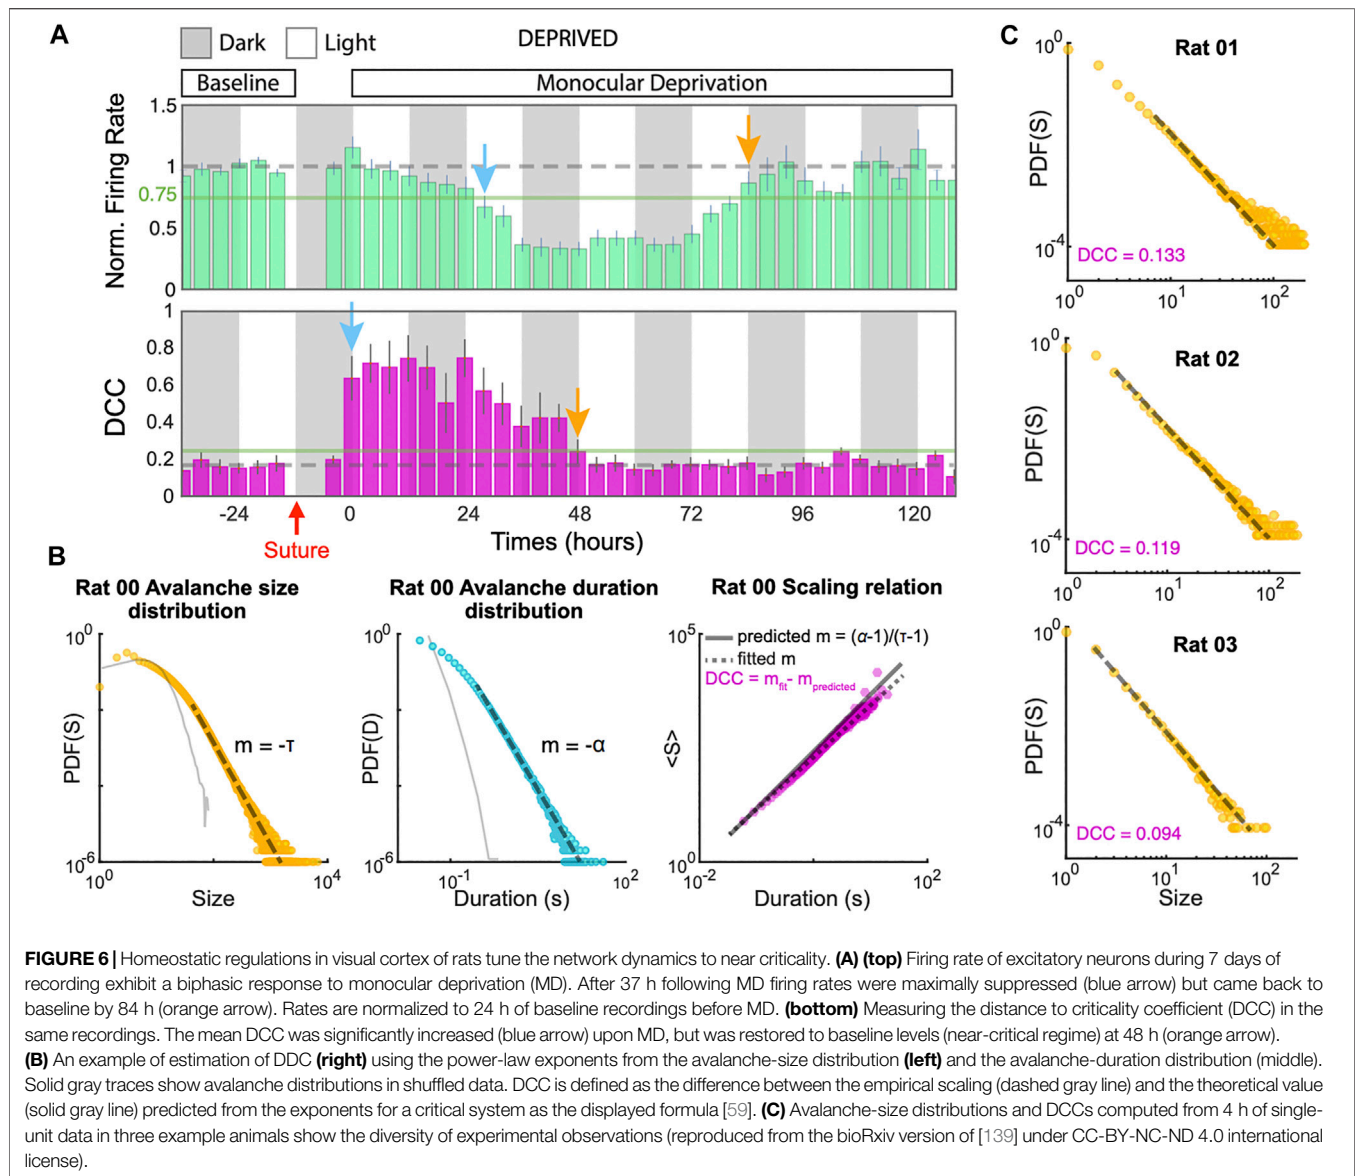 A
Dark
Light
DEPRIVED
Baseline
Monocular Deprivation
Norm. Firing Rate
1.5
1
0.75
0.5
0
DCC
1
0.8
0.6
0.4
0.2
0
-24
0
24
48
72
96
120
Suture
Times (hours)
B
Rat 00 Avalanche size
distribution
PDF(S)
10^0
10^-6
m = -τ
10^0
10^4
Size
Rat 00 Avalanche duration
distribution
PDF(D)
10^0
10^-6
m = -α
10^-1
10^2
Duration (s)
Rat 00 Scaling relation
<S>
10^5
10^0
predicted m = (α-1)/(τ-1)
fitted m
DCC = m_fit- m_predicted
10^-2
10^2
Duration (s)
C
Rat 01
PDF(S)
10^0
10^-4
DCC = 0.133
10^0
10^1
10^2
Rat 02
PDF(S)
10^0
10^-4
DCC = 0.119
10^0
10^1
10^2
Rat 03
PDF(S)
10^0
10^-4
DCC = 0.094
10^0
10^1
10^2
Size
FIGURE 6 | Homeostatic regulations in visual cortex of rats tune the network dynamics to near criticality. (A) (top) Firing rate of excitatory neurons during 7 days of
recording exhibit a biphasic response to monocular deprivation (MD). After 37 h following MD firing rates were maximally suppressed (blue arrow) but came back to
baseline by 84 h (orange arrow). Rates are normalized to 24 h of baseline recordings before MD. (bottom) Measuring the distance to criticality coefficient (DCC) in the
same recordings. The mean DCC was significantly increased (blue arrow) upon MD, but was restored to baseline levels (near-critical regime) at 48 h (orange arrow).
(B) An example of estimation of DDC (right) using the power-law exponents from the avalanche-size distribution (left) and the avalanche-duration distribution (middle).
Solid gray traces show avalanche distributions in shuffled data. DCC is defined as the difference between the empirical scaling (dashed gray line) and the theoretical value
(solid gray line) predicted from the exponents for a critical system as the displayed formula [59]. (C) Avalanche-size distributions and DCCs computed from 4 h of single-
unit data in three example animals show the diversity of experimental observations (reproduced from the bioRxiv version of [139] under CC-BY-NC-ND 4.0 international
license).